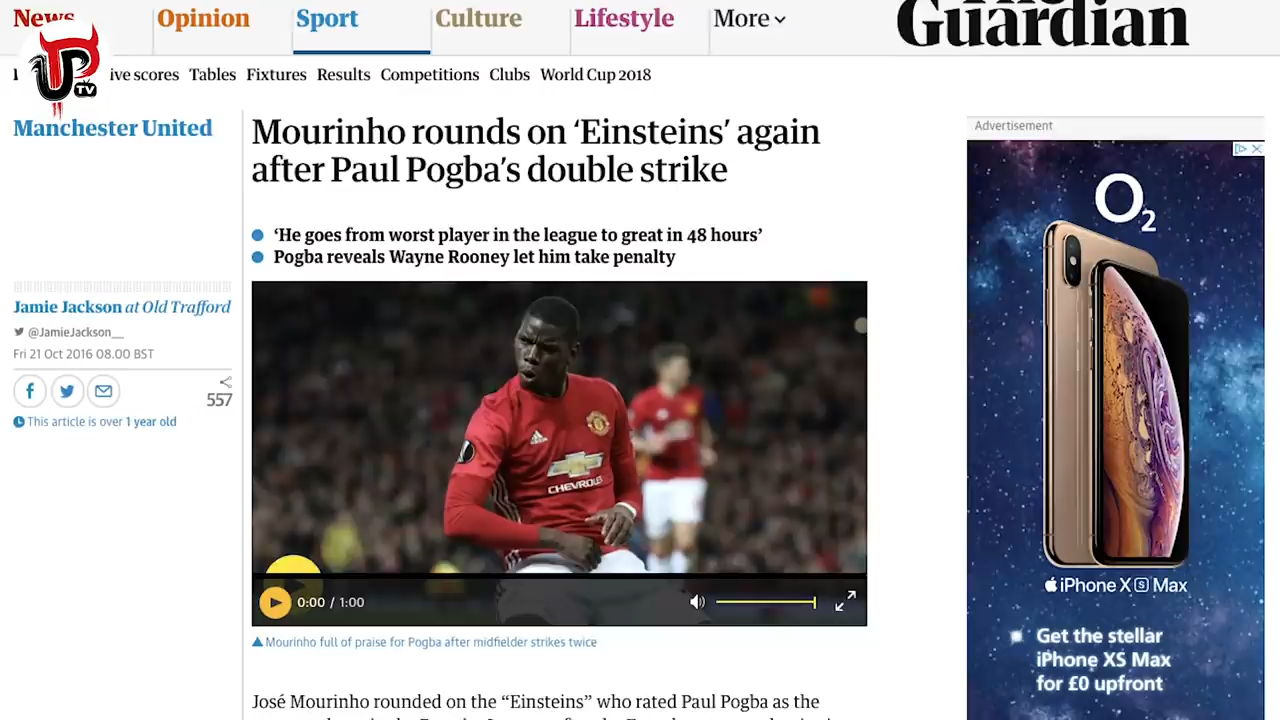 News
Opinion
Sport
Culture
Lifestyle
More
The
Guardian
TV
ive scores
Tables
Fixtures
Results
Competitions
Clubs
World Cup 2018
Manchester United
Mourinho rounds on ‘Einsteins’ again
after Paul Pogba’s double strike
‘He goes from worst player in the league to great in 48 hours’
Pogba reveals Wayne Rooney let him take penalty
Jamie Jackson at Old Trafford
@JamieJackson__
Fri 21 Oct 2016 08.00 BST
557
This article is over 1 year old
CHEVROLET
0:00 / 1:00
Mourinho full of praise for Pogba after midfielder strikes twice
José Mourinho rounded on the “Einsteins” who rated Paul Pogba as the
Advertisement
O2
iPhone XS Max
Get the stellar
iPhone XS Max
for £0 upfront